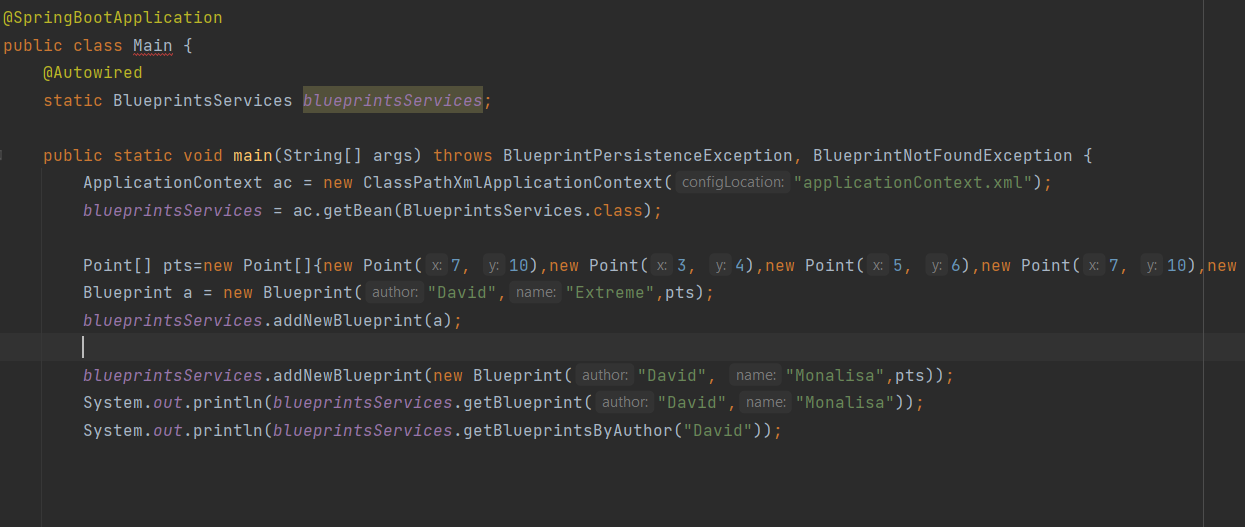 @SpringBootApplication
public class Main {
@Autowired
static BlueprintsServices blueprintsServices;
public static void main(String[] args) throws BlueprintPersistenceException, BlueprintNotFoundException {
ApplicationContext ac = new ClassPathXmlApplicationContext( configLocation: "applicationContext.xml");
blueprintsServices = ac.getBean(BlueprintsServices.class);
Point[] pts=new Point[]{new Point( x: 7, y: 10),new Point( x: 3, y: 4),new Point( x: 5, y: 6),new Point( x: 7, y: 10),new
Blueprint a = new Blueprint( author: "David", name: "Extreme",pts);
blueprintsServices.addNewBlueprint(a);
blueprintsServices.addNewBlueprint(new Blueprint( author: "David", name: "Monalisa",pts));
System.out.println(blueprintsServices.getBlueprint( author: "David", name: "Monalisa"));
System.out.println(blueprintsServices.getBlueprintsByAuthor("David"));